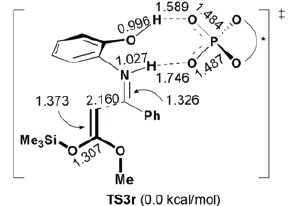 1.589
‡
H
O
1.484
O
0.996
O
P
*
1.027
N
H
O
O
1.746
1.487
1.373
2.160
1.326
Ph
Me3Si
O
1.307
O
Me
TS3r (0.0 kcal/mol)